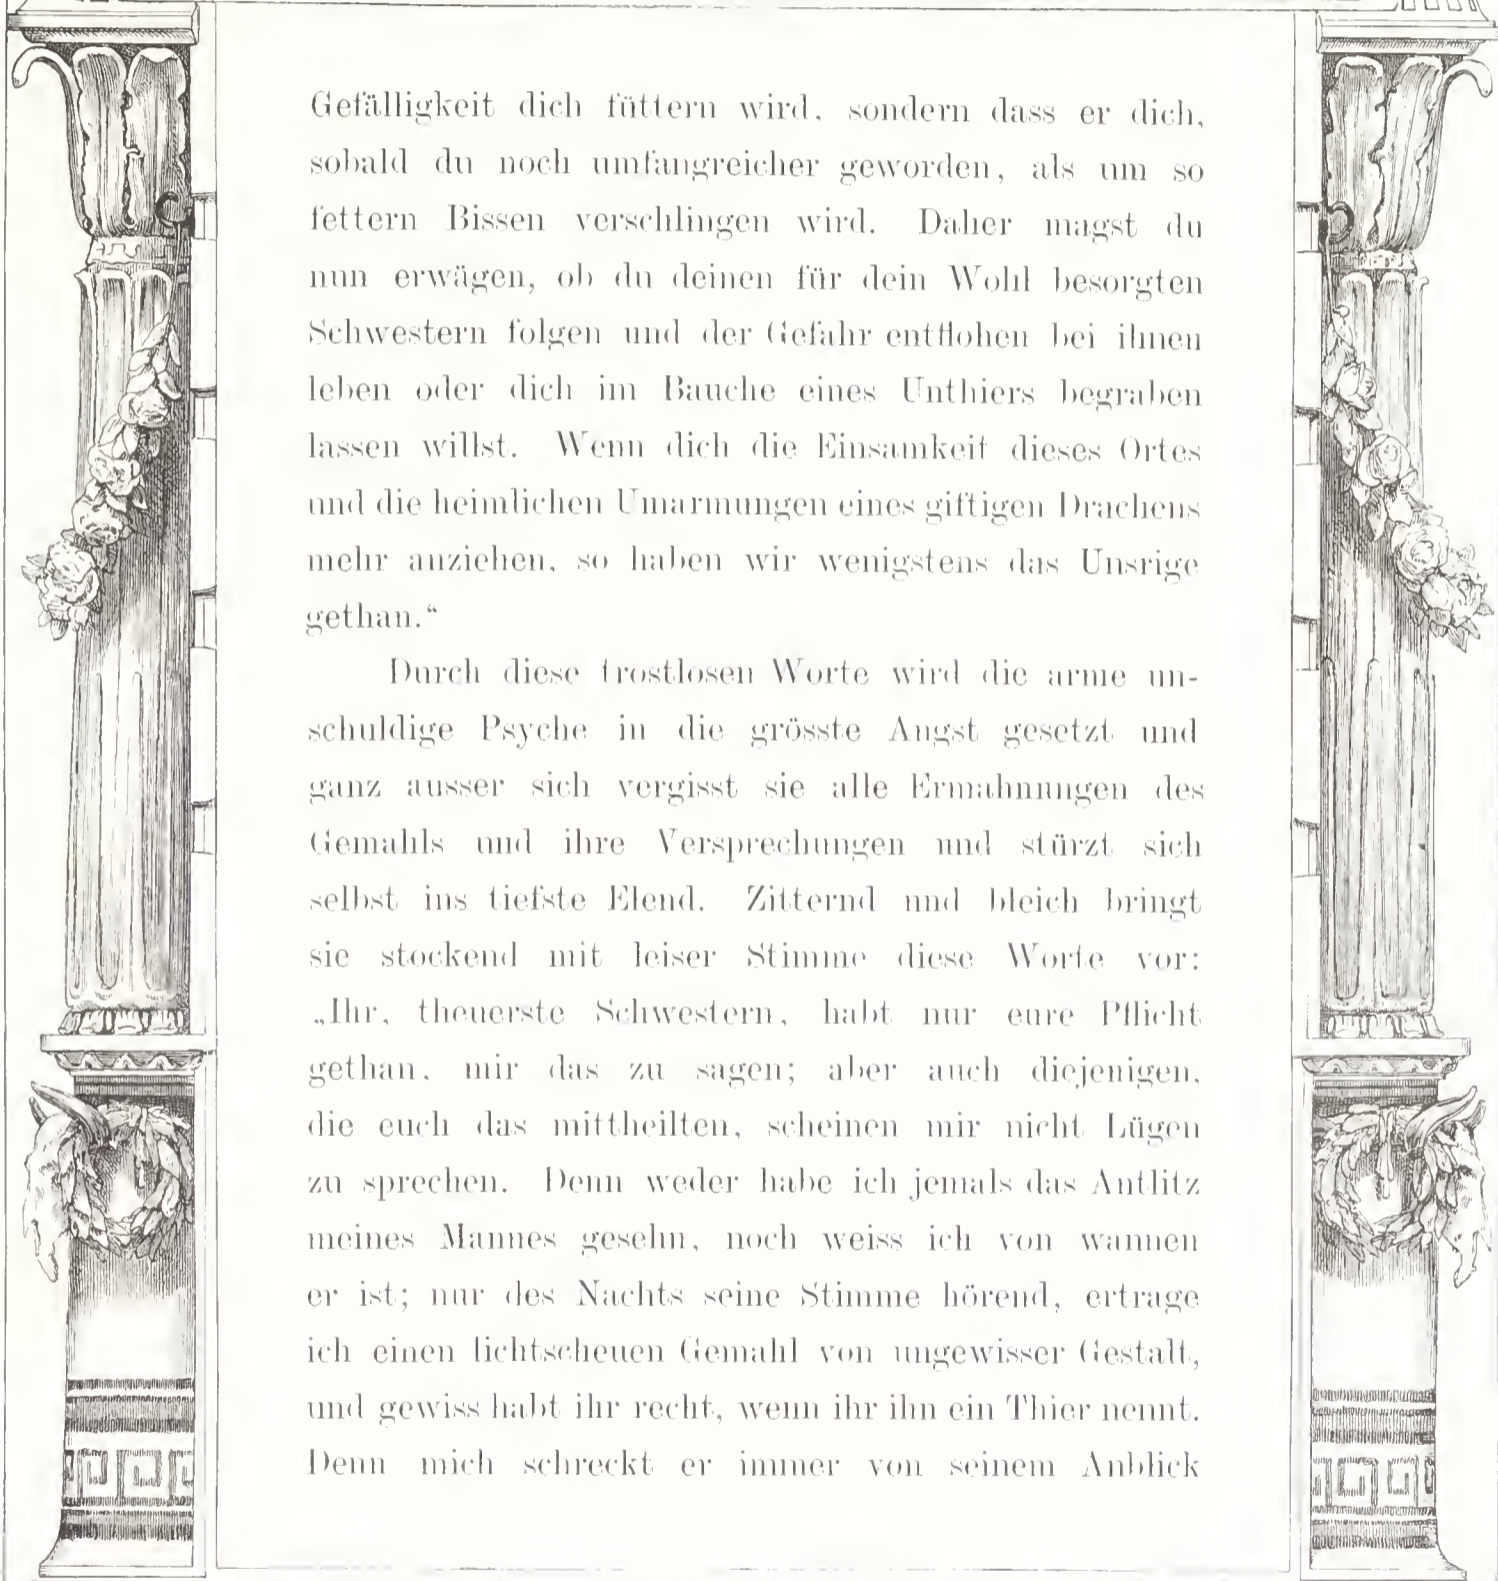 Gefälligkeit dich füttern wird, sondern dass er dich,
sobald du noch umfangreicher geworden, als um so
fettern Bissen verschlingen wird. Daher magst du
nun erwägen, ob du deinen für dein Wohl besorgten
Schwestern folgen und der Gefahr entflohen bei ihnen
leben oder dich im Bauche eines Unthiers begraben
lassen willst. Wenn dich die Einsamkeit dieses Ortes
und die heimlichen Umarmungen eines giftigen Drachens
mehr anziehen, so haben wir wenigstens das Unsrige
gethan.“
Durch diese trostlosen Worte wird die arme un-
schuldige Psyche in die grösste Angst gesetzt und
ganz ausser sich vergisst sie alle Ermahnungen des
Gemahls und ihre Versprechungen und stürzt sich
selbst ins tiefste Elend. Zitternd und bleich bringt
sie stockend mit leiser Stimme diese Worte vor:
„Ihr, theuerste Schwestern, habt nur eure Pflicht
gethan, mir das zu sagen; aber auch diejenigen,
die euch das mittheilten, scheinen mir nicht Lügen
zu sprechen. Denn weder habe ich jemals das Antlitz
meines Mannes gesehn, noch weiss ich von wannen
er ist; nur des Nachts seine Stimme hörend, ertrage
ich einen lichtscheuen Gemahl von ungewisser Gestalt,
und gewiss habt ihr recht, wenn ihr ihn ein Thier nennt.
Denn mich schreckt er immer von seinem Anblick